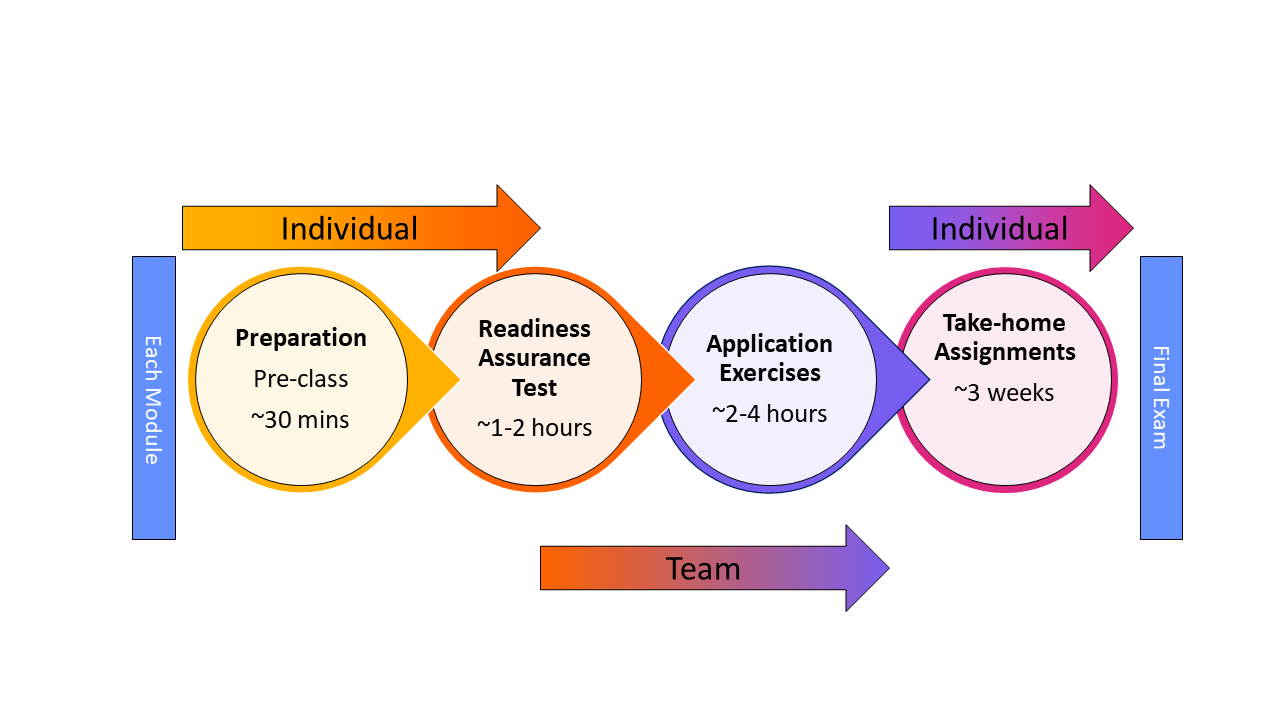 Individual
Individual
Each Module
Preparation
Pre-class
~30 mins
Readiness
Assurance
Test
~1-2 hours
Application
Exercises
~2-4 hours
Take-home
Assignments
~3 weeks
Final Exam
Team